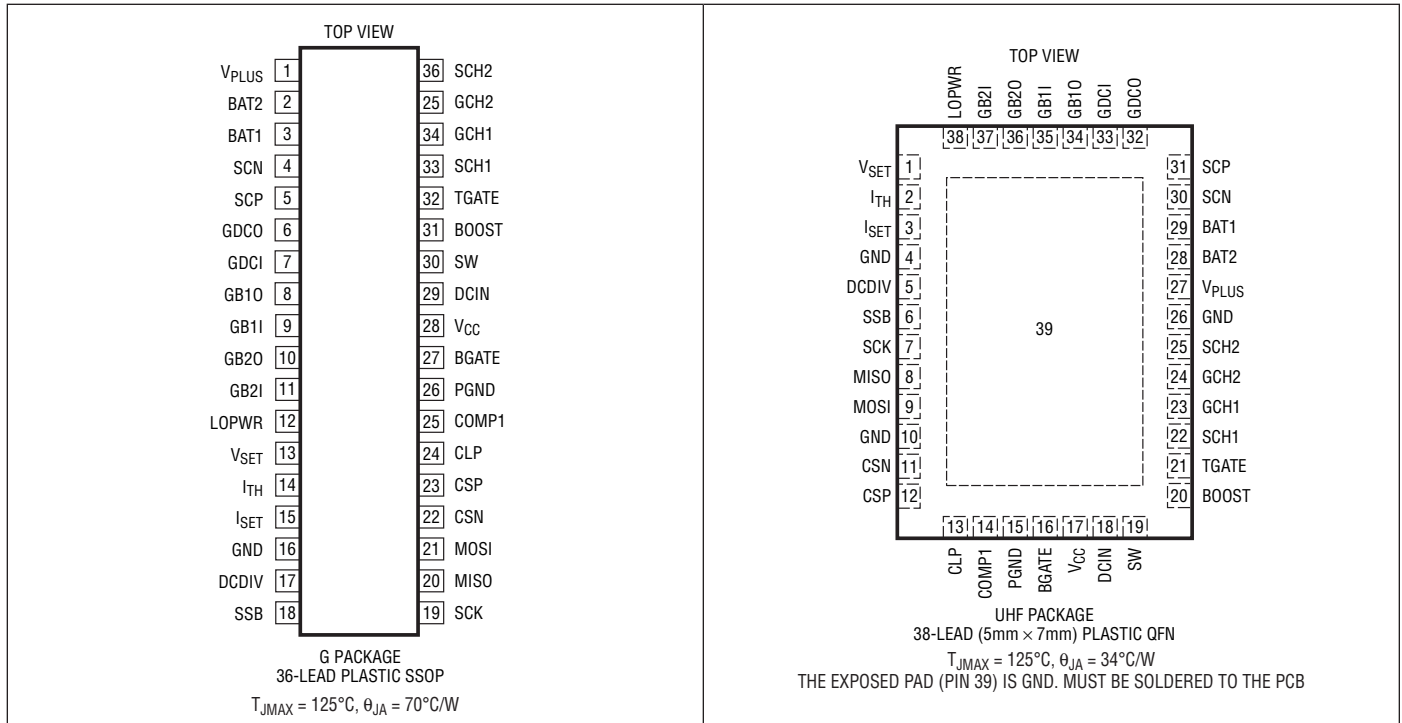 TOP VIEW
VPLUS 1 36 SCH2
BAT2 2 25 GCH2
BAT1 3 34 GCH1
SCN 4 33 SCH1
SCP 5 32 TGATE
GDCO 6 31 BOOST
GDCI 7 30 SW
GB1O 8 29 DCIN
GB1I 9 28 VCC
GB2O 10 27 BGATE
GB2I 11 26 PGND
LOPWR 12 25 COMP1
VSET 13 24 CLP
ITH 14 23 CSP
ISET 15 22 CSN
GND 16 21 MOSI
DCDIV 17 20 MISO
SSB 18 19 SCK
G PACKAGE
36-LEAD PLASTIC SSOP
TJMAX = 125°C, θJA = 70°C/W
TOP VIEW
LOPWR GB2I GB2O GB1I GB1O GDCI GDCO
38 37 36 35 34 33 32
VSET 1 31 SCP
ITH 2 30 SCN
ISET 3 29 BAT1
GND 4 28 BAT2
DCDIV 5 27 VPLUS
SSB 6 26 GND
39
SCK 7 25 SCH2
MISO 8 24 GCH2
MOSI 9 23 GCH1
GND 10 22 SCH1
CSN 11 21 TGATE
CSP 12 20 BOOST
13 14 15 16 17 18 19
CLP COMP1 PGND BGATE VCC DCIN SW
UHF PACKAGE
38-LEAD (5mm × 7mm) PLASTIC QFN
TJMAX = 125°C, θJA = 34°C/W
THE EXPOSED PAD (PIN 39) IS GND. MUST BE SOLDERED TO THE PCB